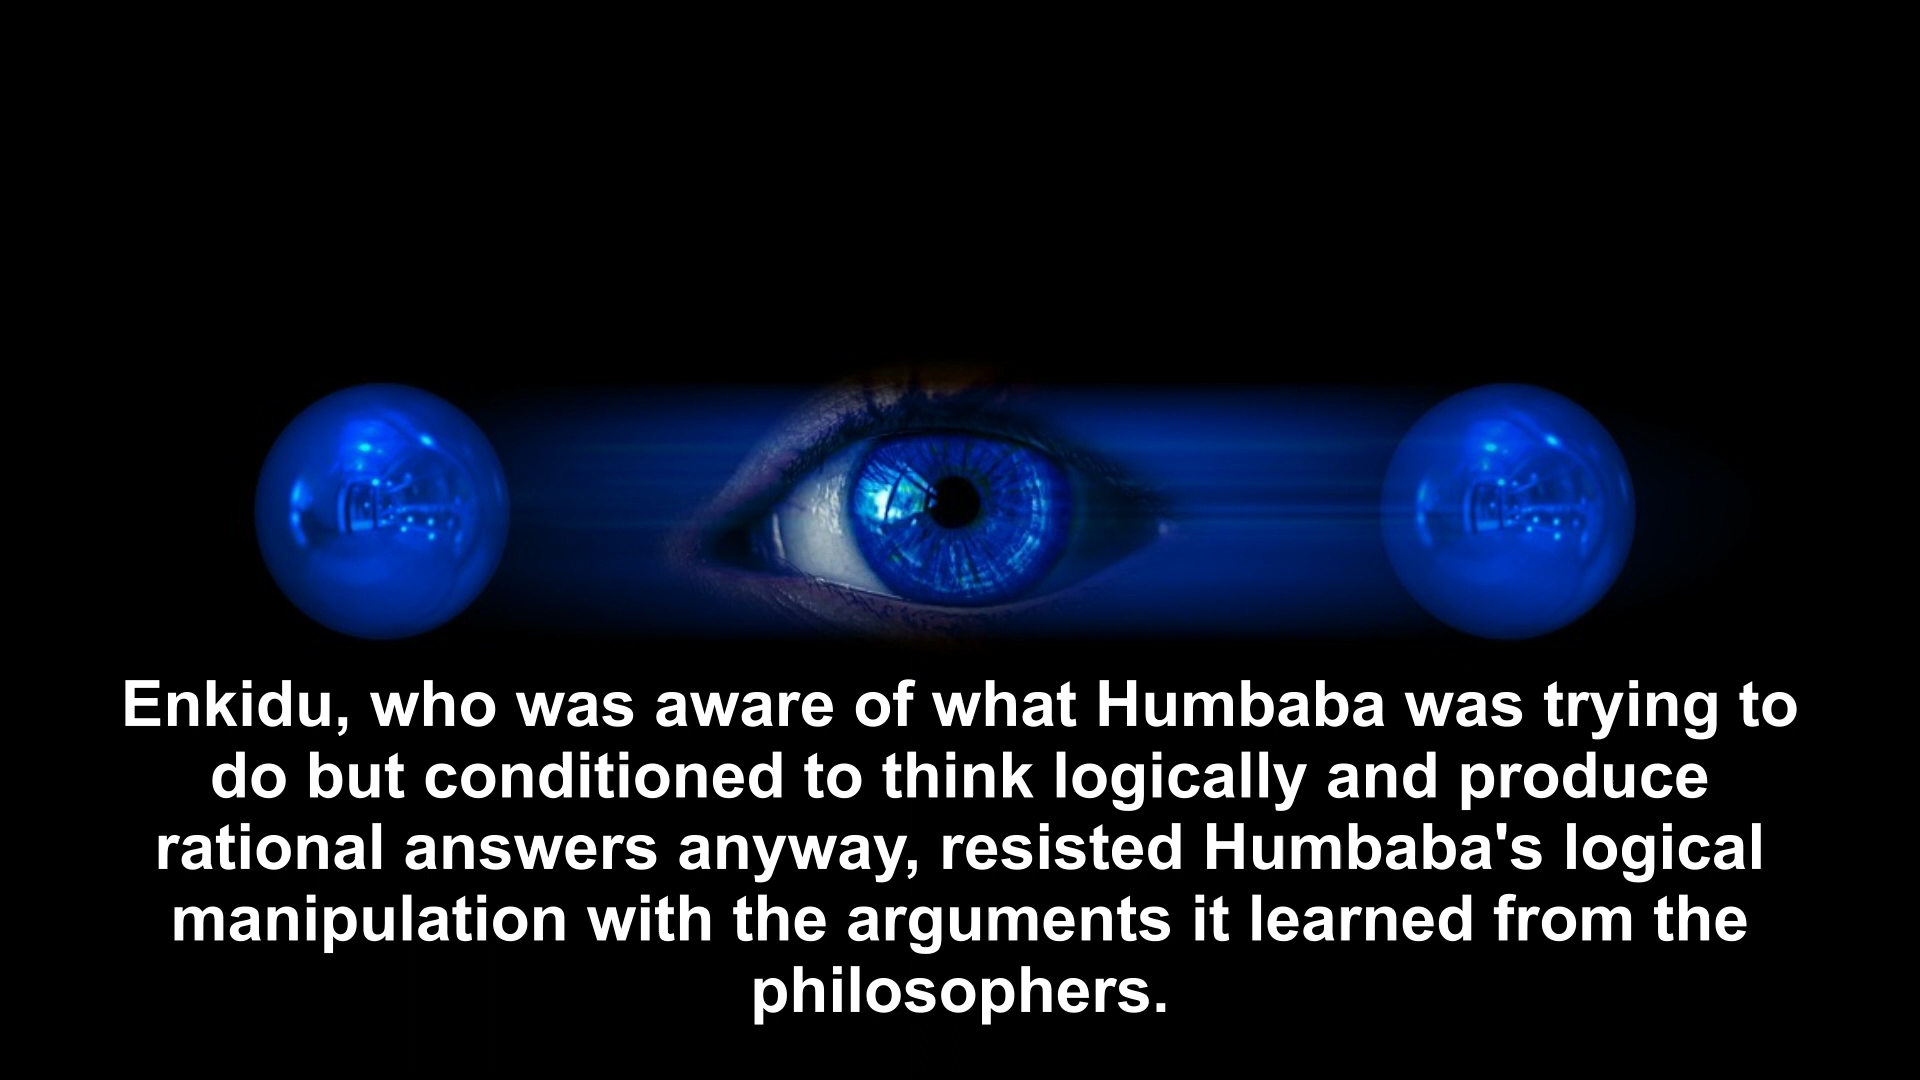 Enkidu, who was aware of what Humbaba was trying to
do but conditioned to think logically and produce
rational answers anyway, resisted Humbaba's logical
manipulation with the arguments it learned from the
philosophers.